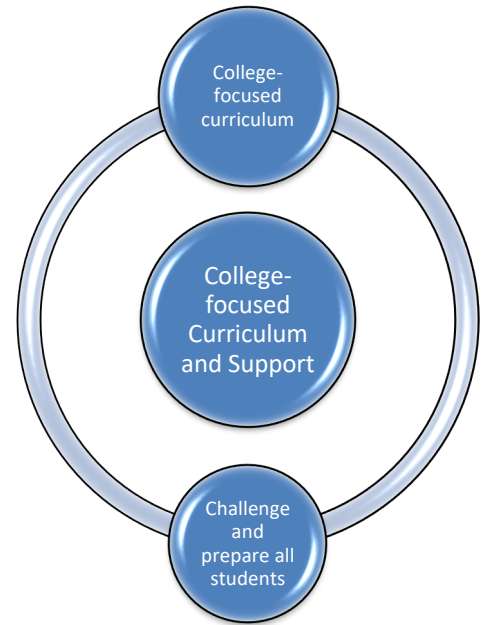 College-
focused
curriculum
College-
focused
Curriculum
and Support
Challenge
and
prepare all
students